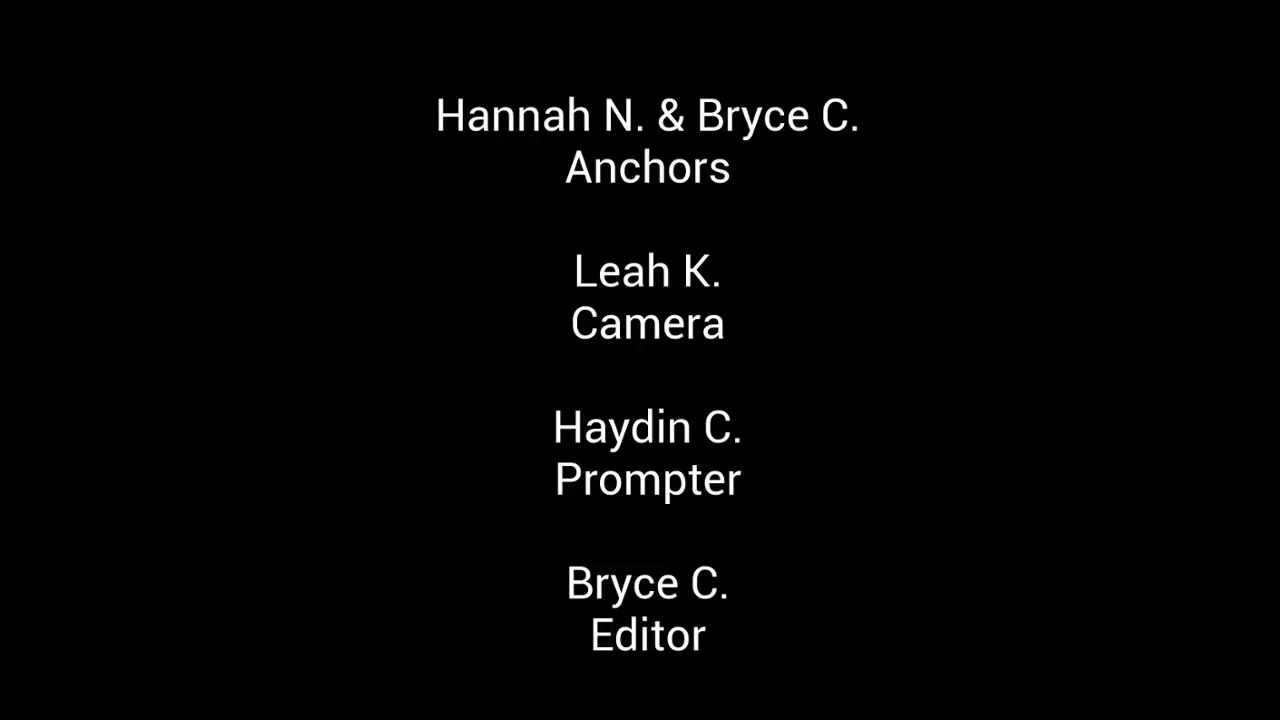 Hannah N. & Bryce C.
Anchors
Leah K.
Camera
Haydin C.
Prompter
Bryce C.
Editor